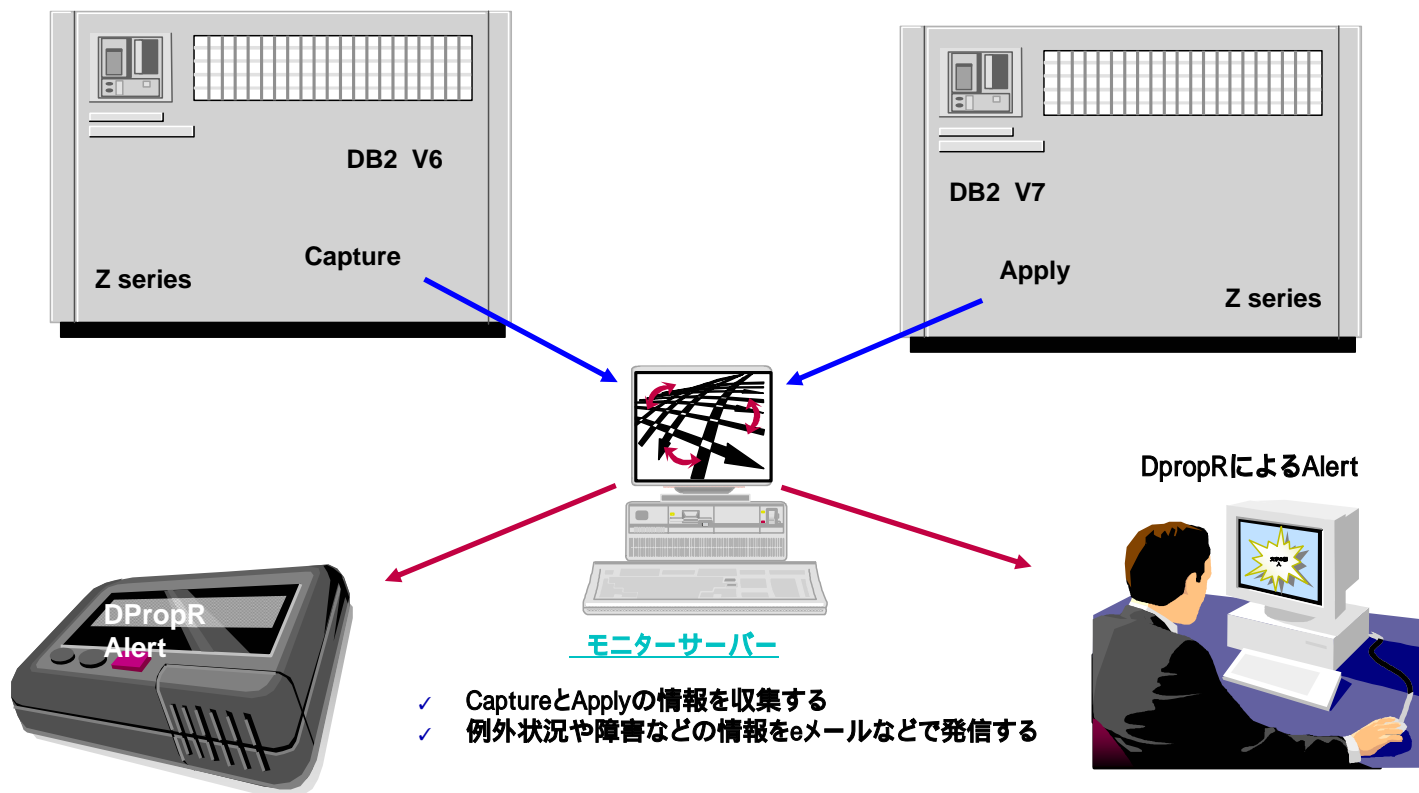 DB2 V6
Capture
Z series
DB2 V7
Apply
Z series
DpropRによるAlert
DPropR
Alert
モニターサーバー
✓ CaptureとApplyの情報を収集する
✓ 例外状況や障害などの情報をeメールなどで発信する